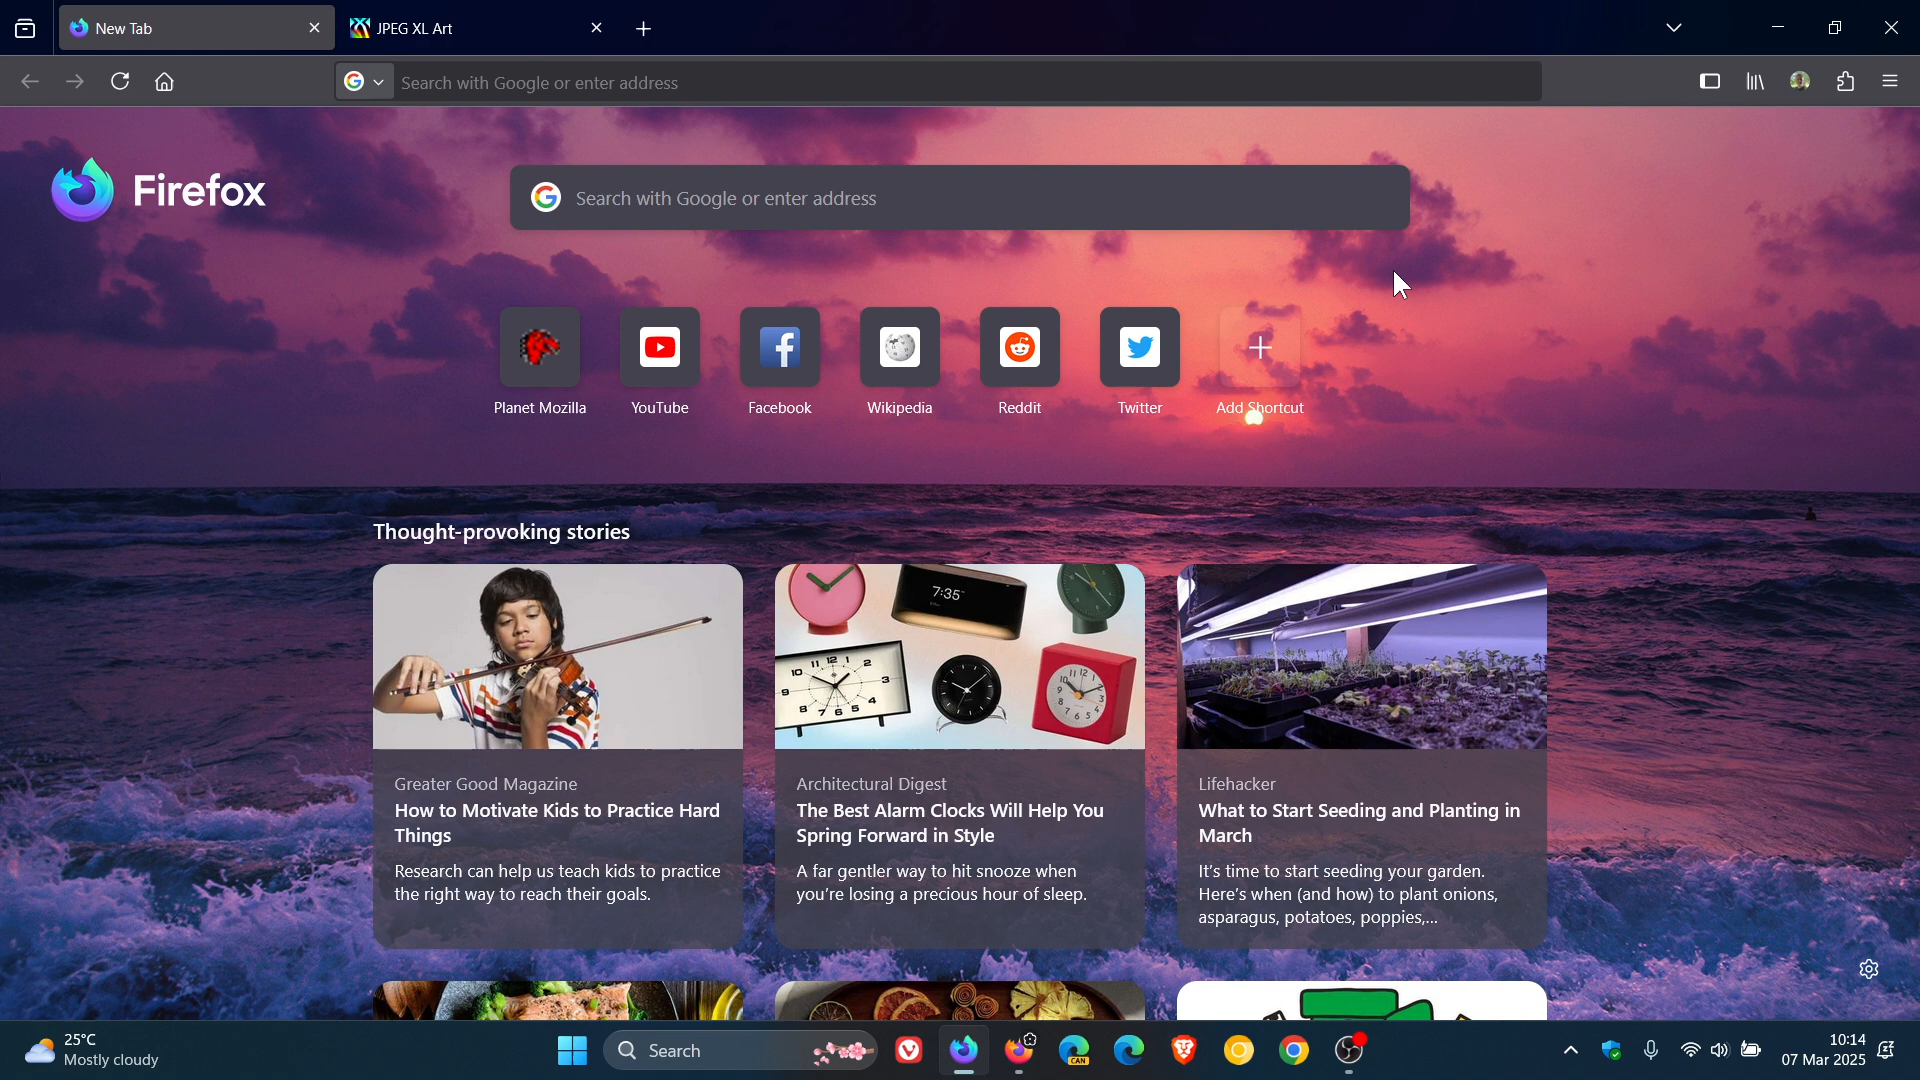 New Tab
JPEG XL Art
Search with Google or enter address
Firefox
Search with Google or enter address
Planet Mozilla
YouTube
Facebook
Wikipedia
Reddit
Twitter
Add Shortcut
Thought-provoking stories
7:35
Greater Good Magazine
How to Motivate Kids to Practice Hard
Things
Research can help us teach kids to practice
the right way to reach their goals.
Architectural Digest
The Best Alarm Clocks Will Help You
Spring Forward in Style
A far gentler way to hit snooze when
you're losing a precious hour of sleep.
Lifehacker
What to Start Seeding and Planting in
March
It's time to start seeding your garden.
Here's when (and how) to plant onions,
asparagus, potatoes, poppies,...
25°C
Mostly cloudy
Search
CAN
10:14
07 Mar 2025